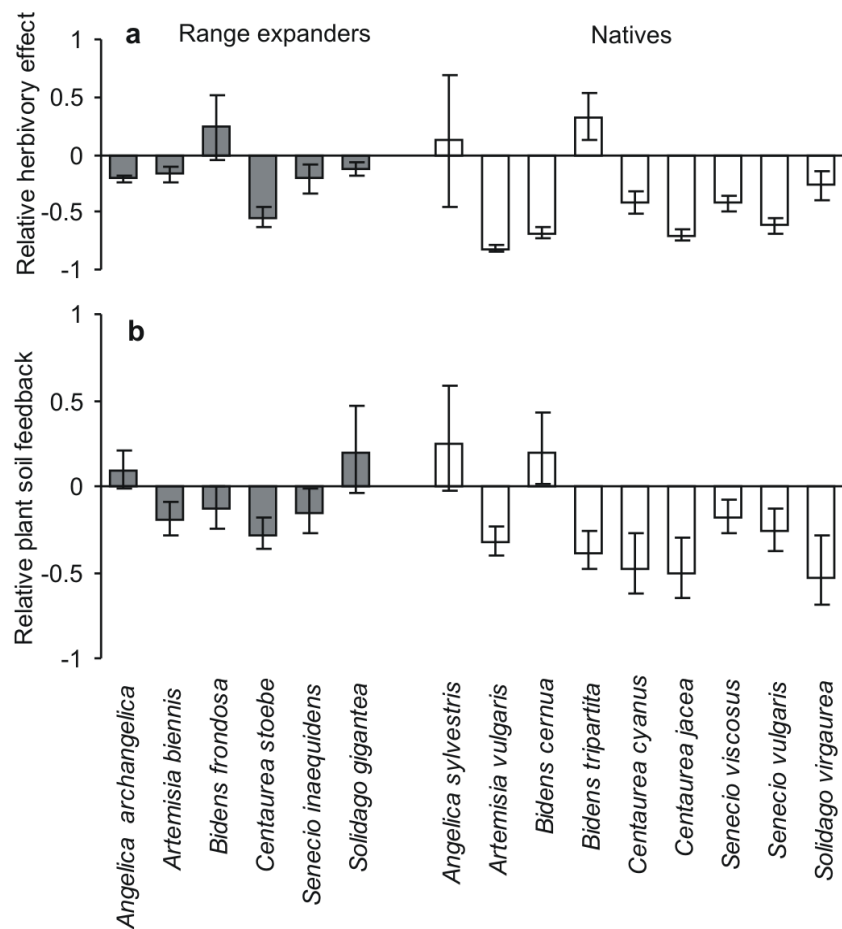 a
Range expanders
Natives
Relative herbivory effect
1
0.5
0
-0.5
-1
b
Relative plant soil feedback
1
0.5
0
-0.5
-1
Angelica archangelica
Artemisia biennis
Bidens frondosa
Centaurea stoebe
Senecio inaequidens
Solidago gigantea
Angelica sylvestris
Artemisia vulgaris
Bidens cernua
Bidens tripartita
Centaurea cyanus
Centaurea jacea
Senecio viscosus
Senecio vulgaris
Solidago virgaurea